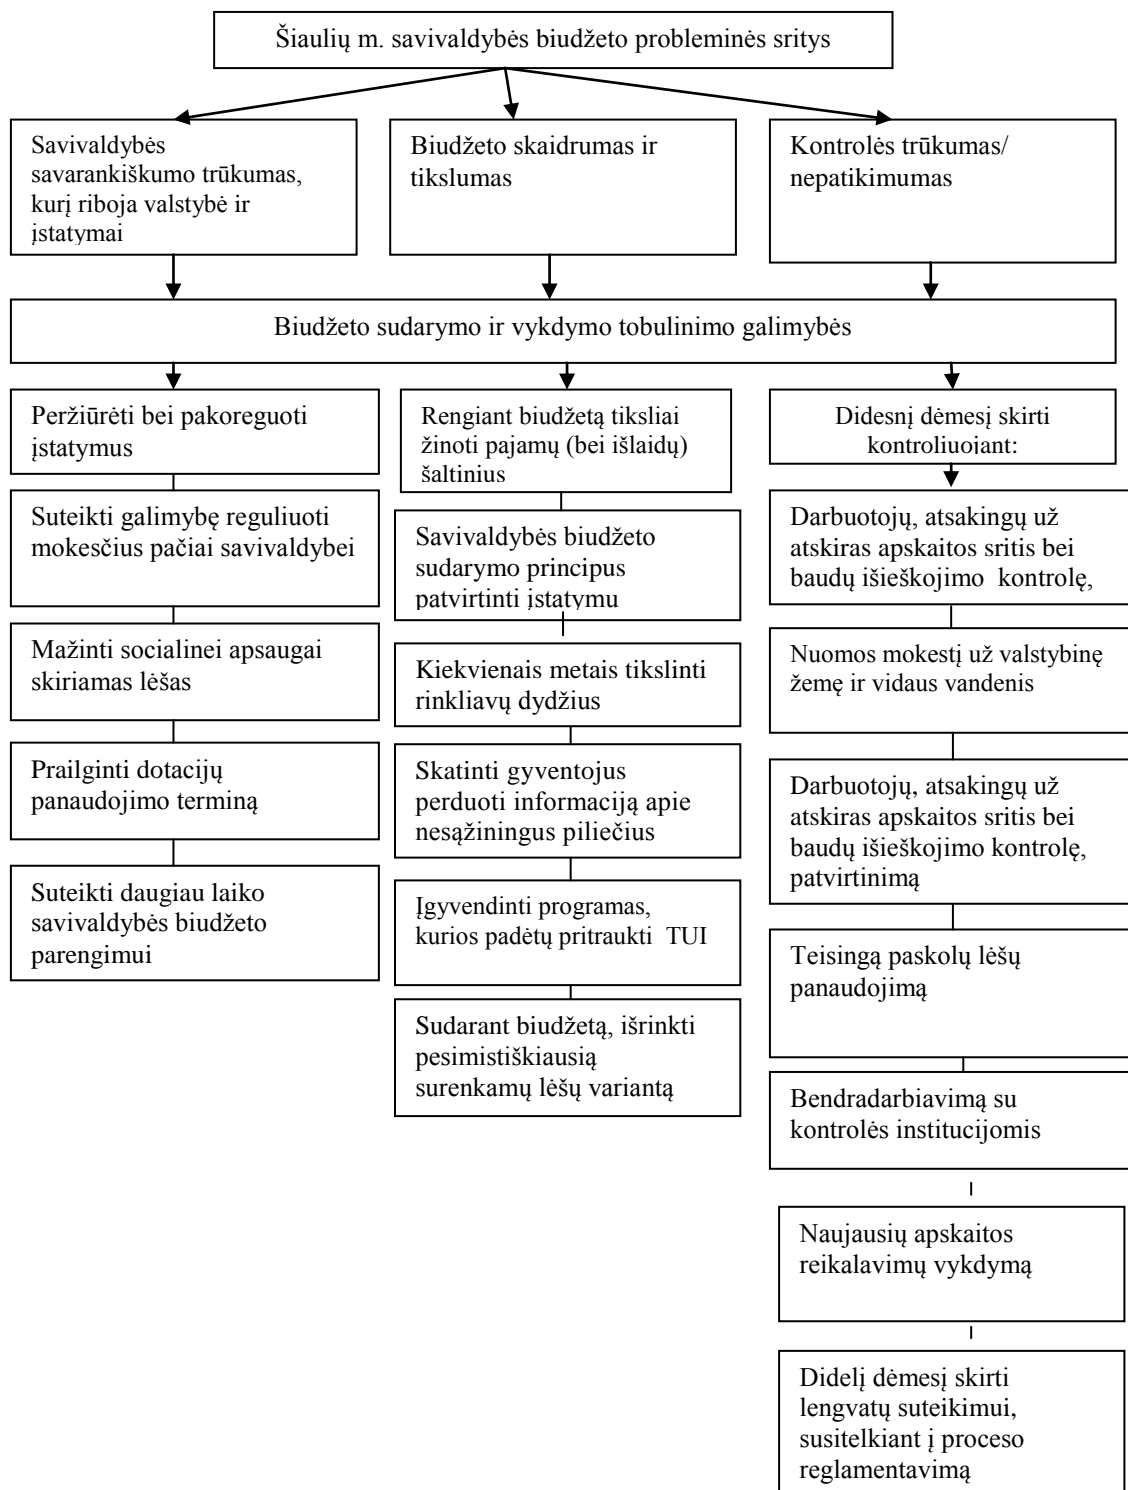 Šiaulių m. savivaldybės biudžeto probleminės sritys
Savivaldybės
savarankiškumo trūkumas,
kurį riboja valstybė ir
įstatymai
Biudžeto skaidrumas ir
tikslumas
Kontrolės trūkumas/
nepatikimumas
Biudžeto sudarymo ir vykdymo tobulinimo galimybės
Peržiūrėti bei pakoreguoti
įstatymus
Suteikti galimybę reguliuoti
mokesčius pačiai savivaldybei
Mažinti socialinei apsaugai
skiriamas lėšas
Prailginti dotacijų
panaudojimo terminą
Suteikti daugiau laiko
savivaldybės biudžeto
parengimui
Rengiant biudžetą tiksliai
žinoti pajamų (bei išlaidų)
šaltinius
Savivaldybės biudžeto
sudarymo principus
patvirtinti įstatymu
Kiekvienais metais tikslinti
rinkliavų dydžius
Skatinti gyventojus
perduoti informaciją apie
nesąžiningus piliečius
Įgyvendinti programas,
kurios padėtų pritraukti TUI
Sudarant biudžetą, išrinkti
pesimistiškiausią
surenkamų lėšų variantą
Didesnį dėmesį skirti
kontroliuojant:
Darbuotojų, atsakingų už
atskiras apskaitos sritis bei
baudų išieškojimo kontrolę,
Nuomos mokestį už valstybinę
žemę ir vidaus vandenis
Darbuotojų, atsakingų už
atskiras apskaitos sritis bei
baudų išieškojimo kontrolę,
patvirtinimą
Teisingą paskolų lėšų
panaudojimą
Bendradarbiavimą su
kontrolės institucijomis
Naujausių apskaitos
reikalavimų vykdymą
Didelį dėmesį skirti
lengvatų suteikimui,
susitelkiant į proceso
reglamentavimą